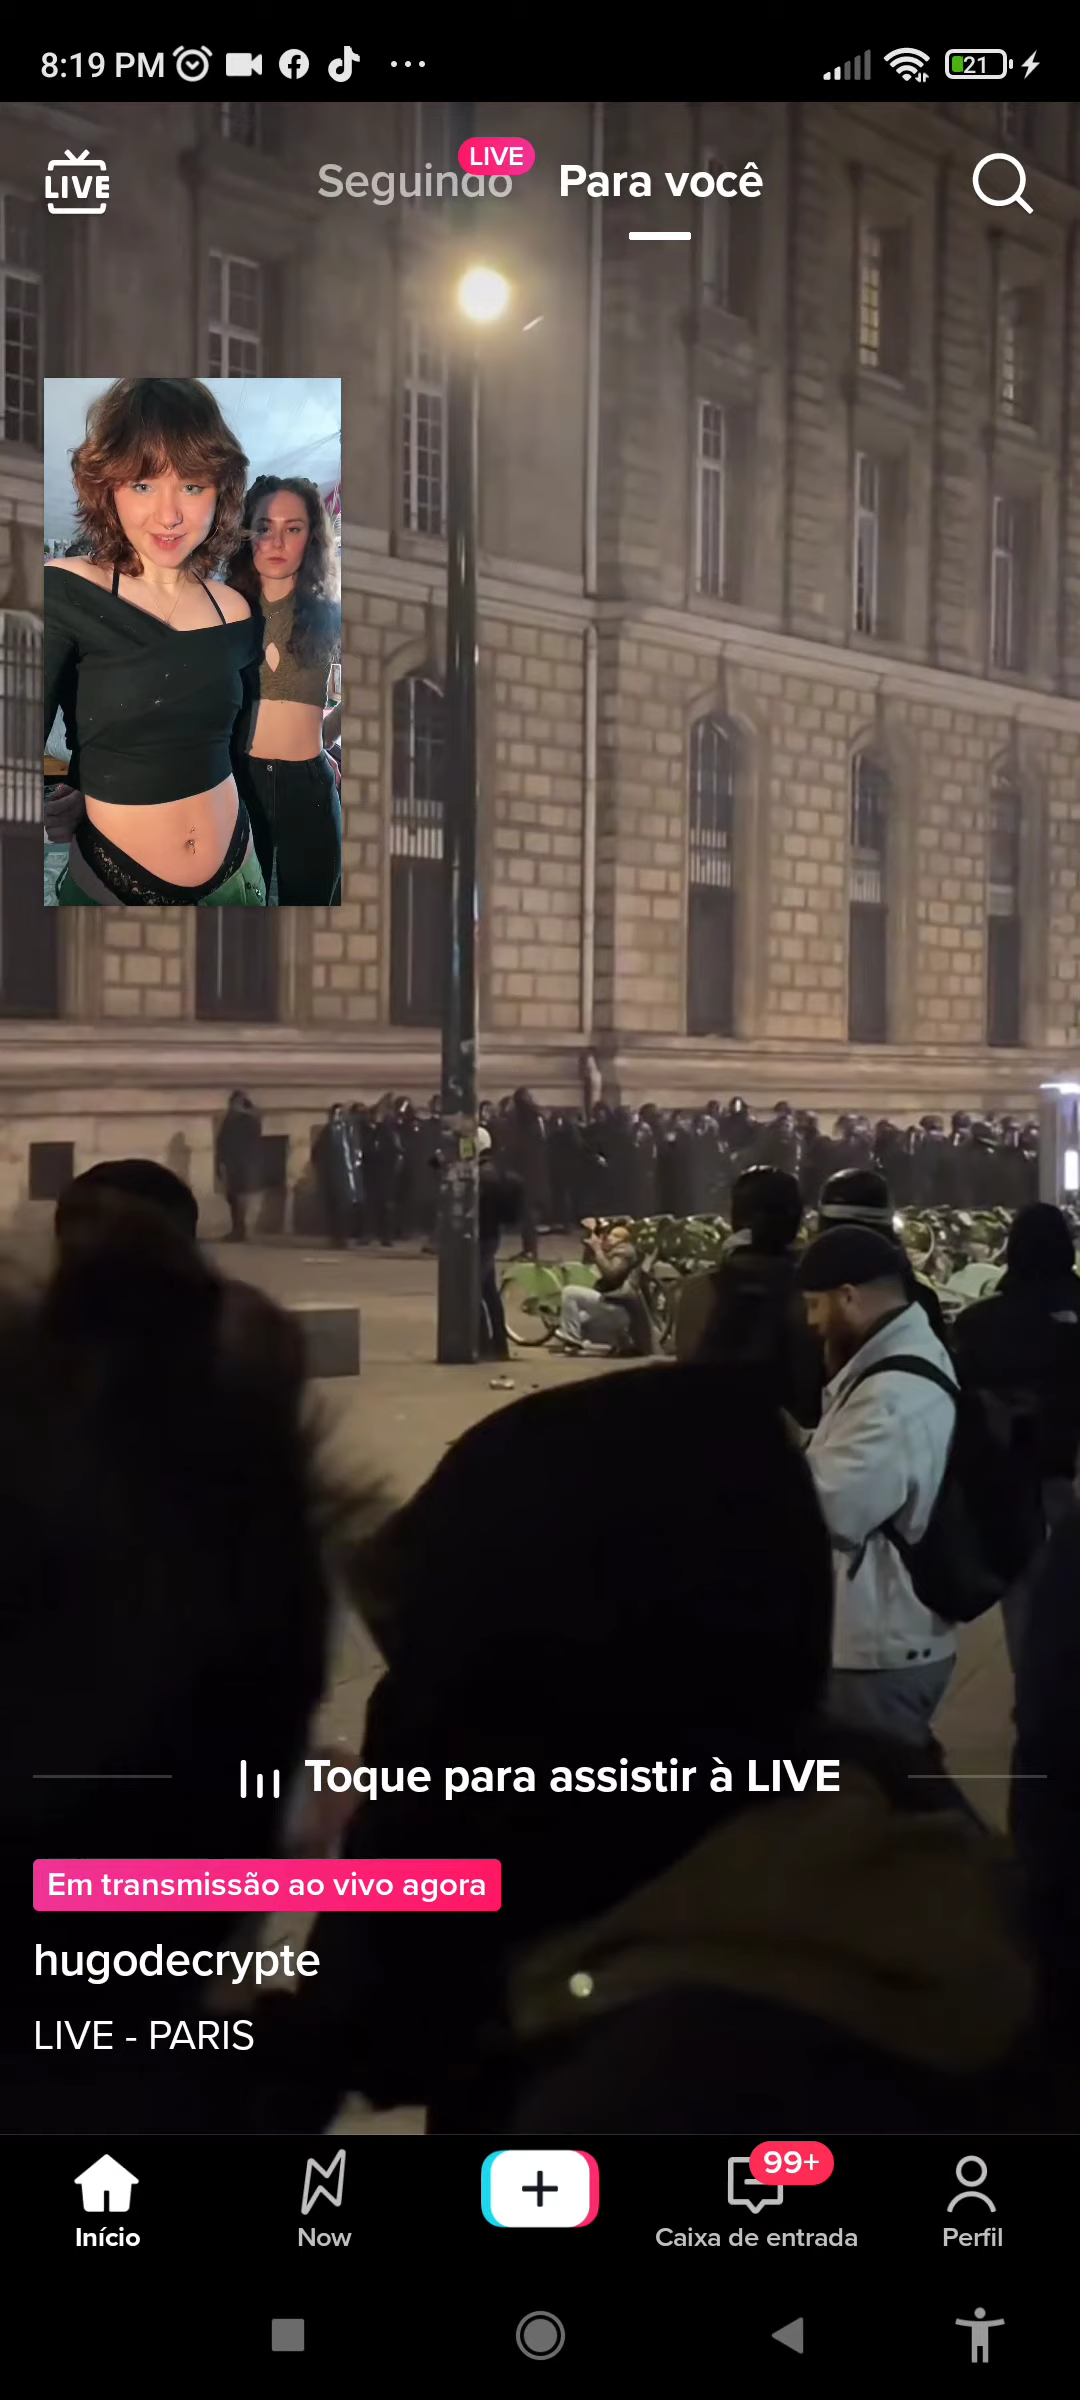 8:19 PM
21
LIVE
Seguindo
LIVE
Para você
Toque para assistir à LIVE
Em transmissão ao vivo agora
hugodecrypte
LIVE - PARIS
Início
Now
99+
Caixa de entrada
Perfil